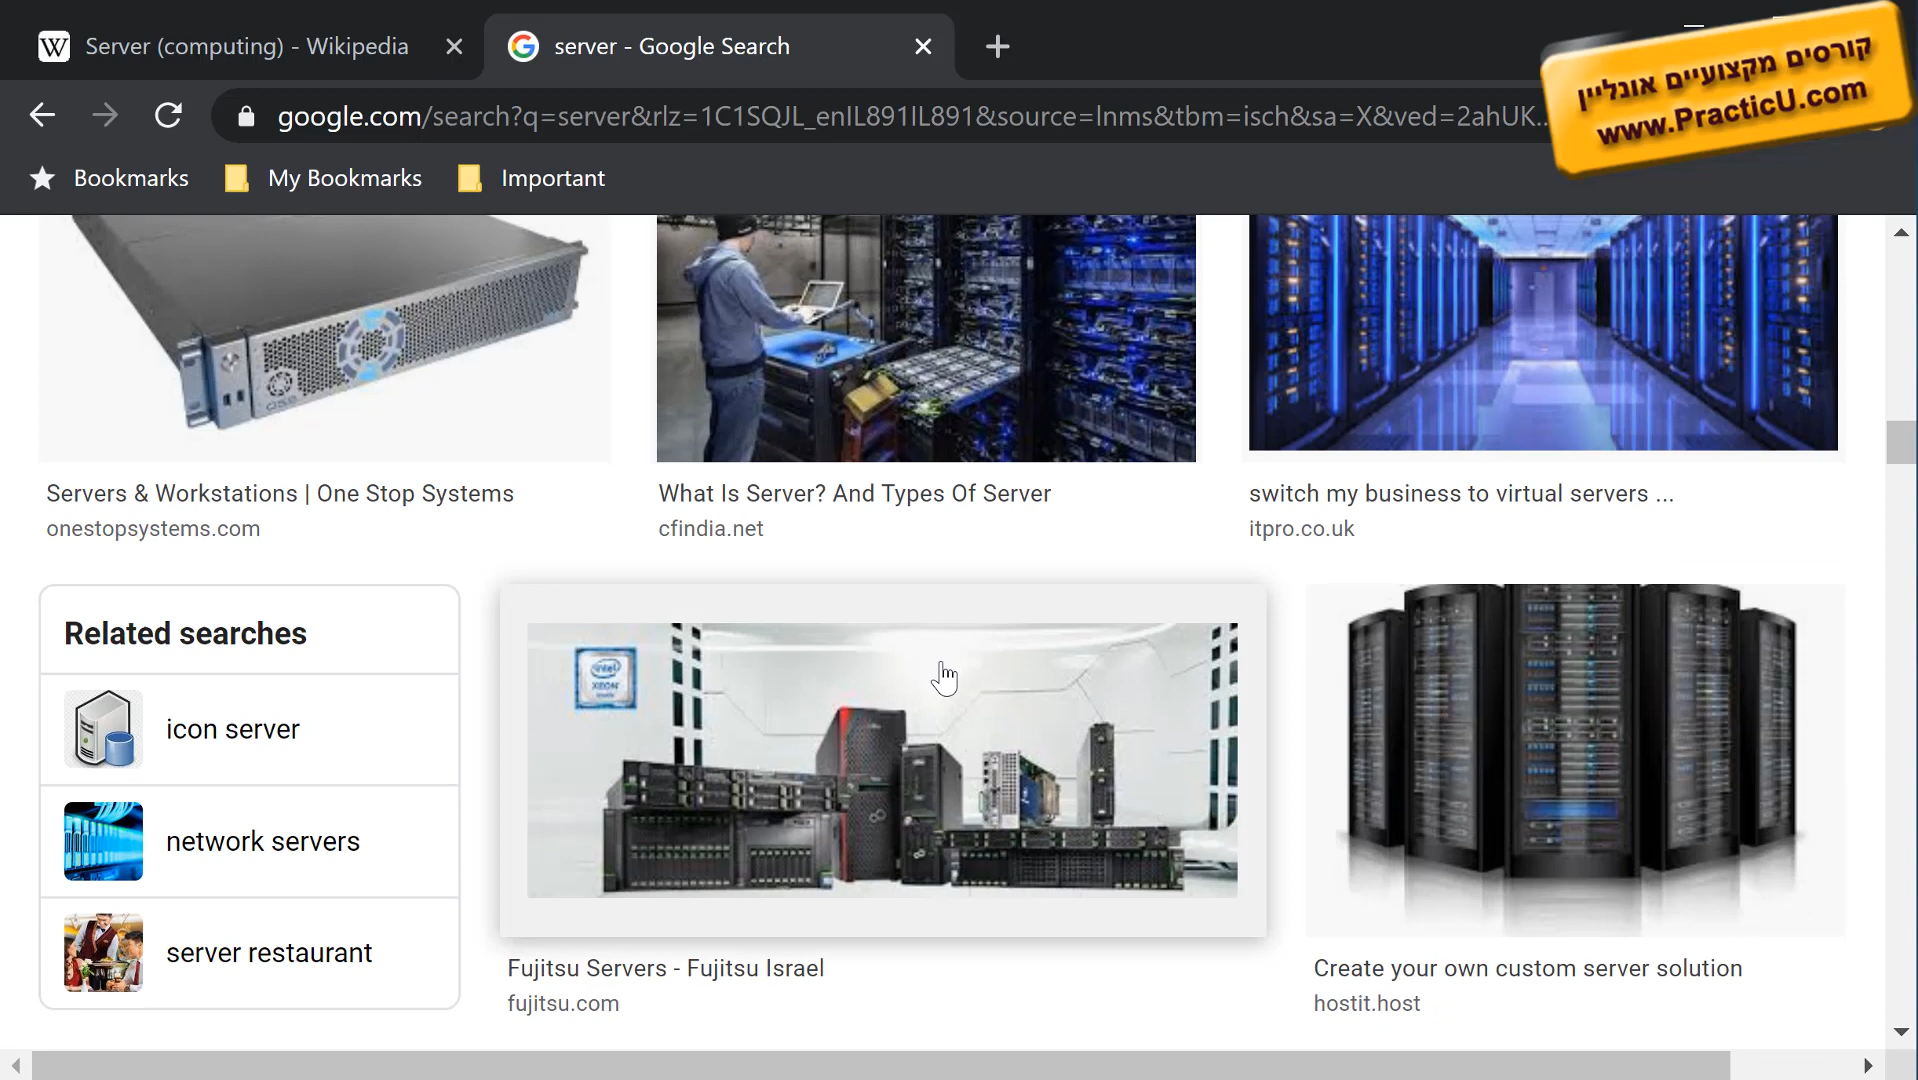 Server (computing) - Wikipedia
server - Google Search
קורסים מקצועיים אונליין
www.PracticU.com
google.com/search?q=server&rlz=1C1SQJL_enIL891IL891&source=lnms&tbm=isch&sa=X&ved=2ahUK...
Bookmarks
My Bookmarks
Important
OSS
Servers & Workstations | One Stop Systems
onestopsystems.com
What Is Server? And Types Of Server
cfindia.net
switch my business to virtual servers ...
itpro.co.uk
Related searches
icon server
network servers
server restaurant
intel
XEON
Fujitsu Servers - Fujitsu Israel
fujitsu.com
Create your own custom server solution
hostit.host